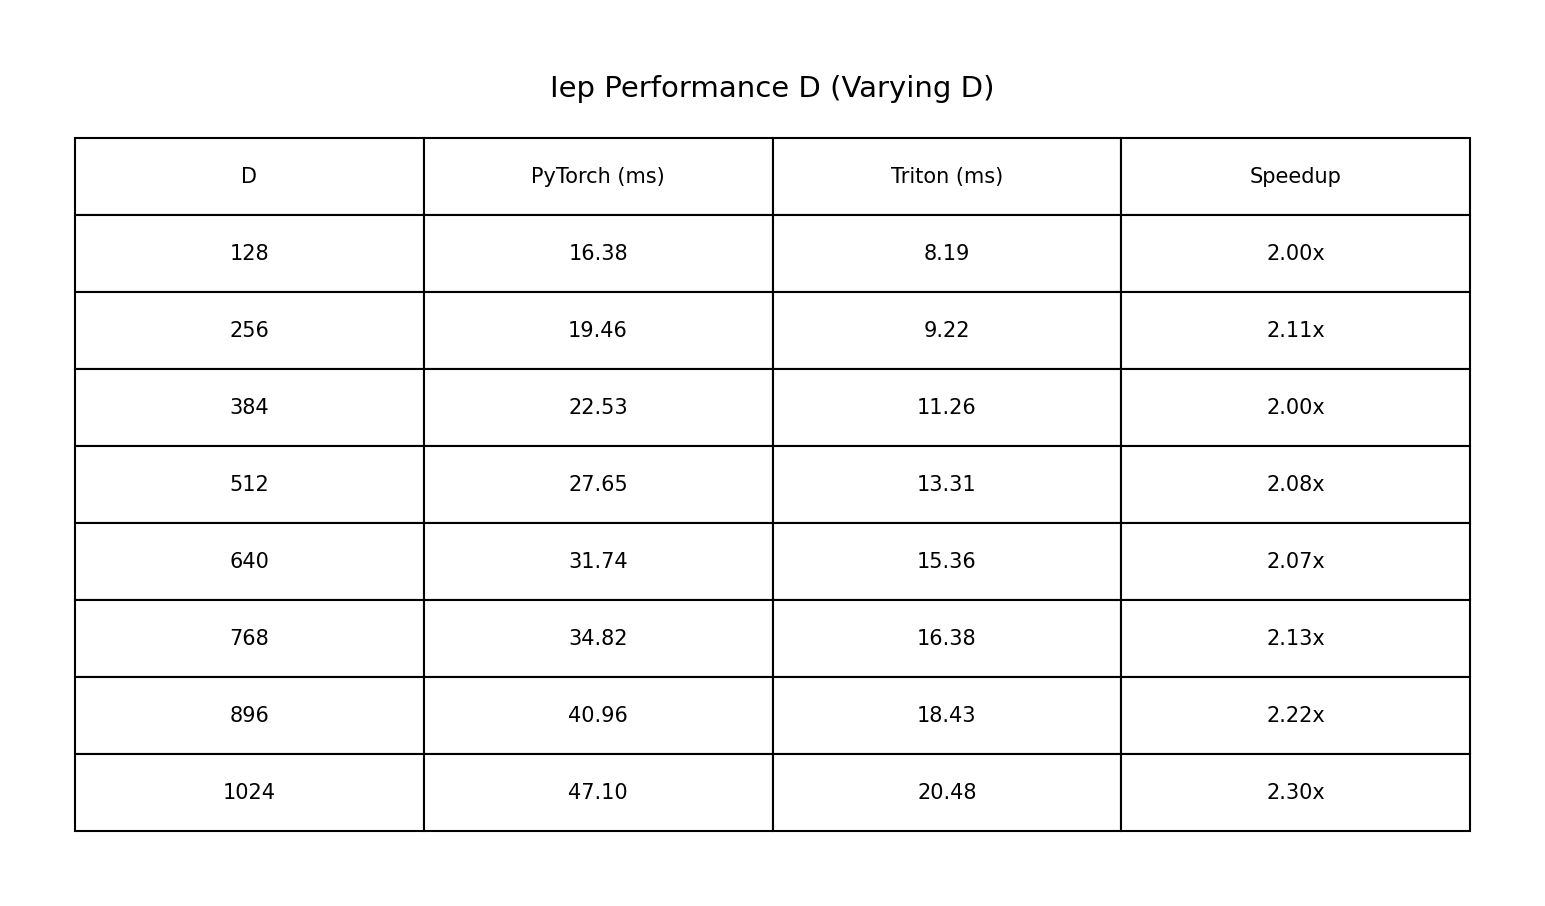 Iep Performance D (Varying D)
D PyTorch (ms) Triton (ms) Speedup
128 16.38 8.19 2.00x
256 19.46 9.22 2.11x
384 22.53 11.26 2.00x
512 27.65 13.31 2.08x
640 31.74 15.36 2.07x
768 34.82 16.38 2.13x
896 40.96 18.43 2.22x
1024 47.10 20.48 2.30x